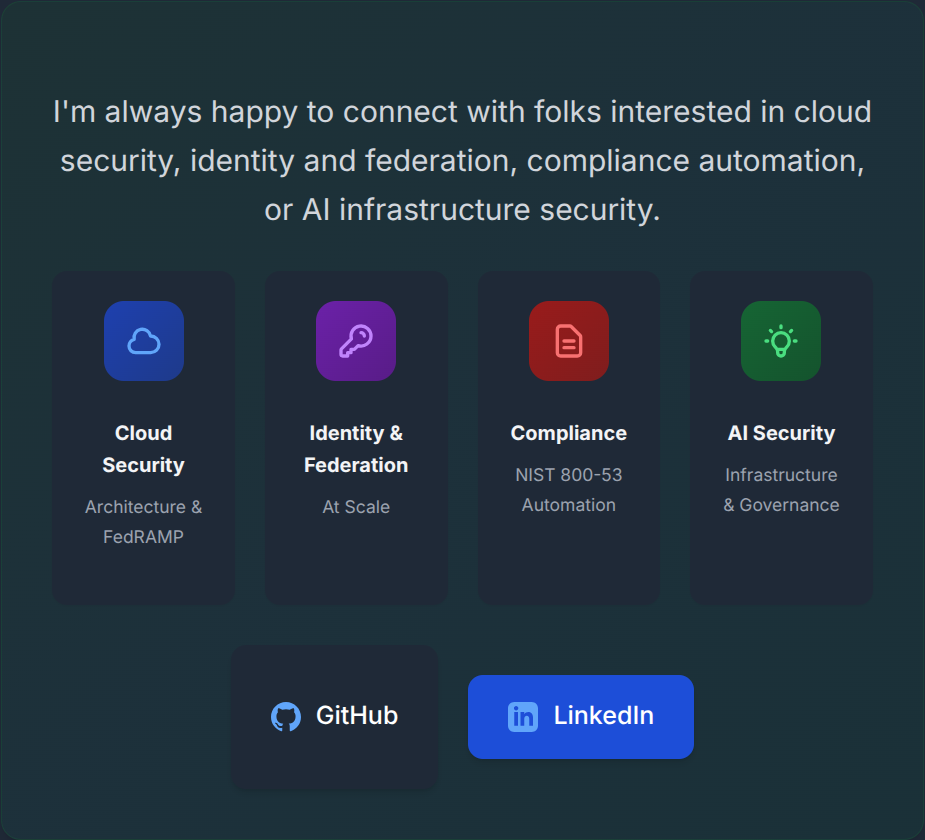 I'm always happy to connect with folks interested in cloud
security, identity and federation, compliance automation,
or AI infrastructure security.
Cloud
Security
Architecture &
FedRAMP
Identity &
Federation
At Scale
Compliance
NIST 800-53
Automation
AI Security
Infrastructure
& Governance
GitHub
in
LinkedIn